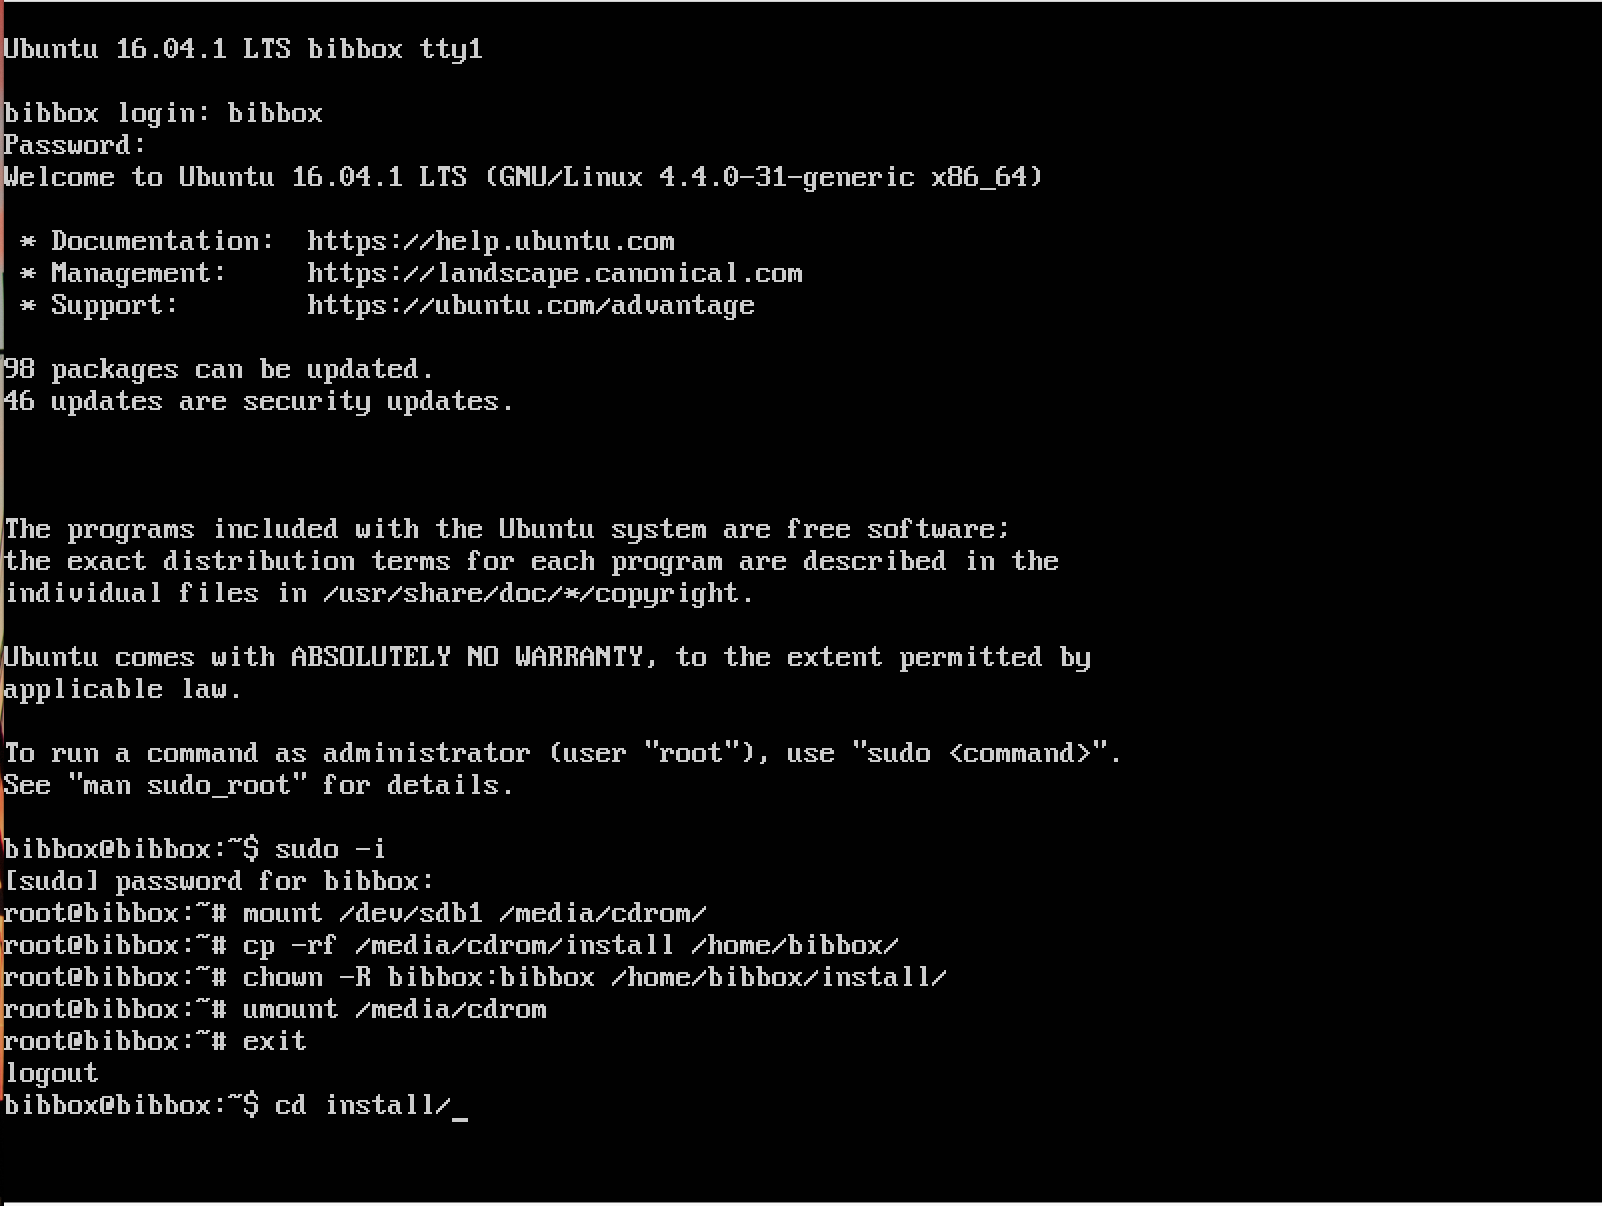 Ubuntu 16.04.1 LTS bibbox tty1
bibbox login: bibbox
Password:
Welcome to Ubuntu 16.04.1 LTS (GNU/Linux 4.4.0-31-generic x86_64)
* Documentation:  https://help.ubuntu.com
* Management:     https://landscape.canonical.com
* Support:        https://ubuntu.com/advantage
98 packages can be updated.
46 updates are security updates.
The programs included with the Ubuntu system are free software;
the exact distribution terms for each program are described in the
individual files in /usr/share/doc/*/copyright.
Ubuntu comes with ABSOLUTELY NO WARRANTY, to the extent permitted by
applicable law.
To run a command as administrator (user "root"), use "sudo <command>".
See "man sudo_root" for details.
bibbox@bibbox:~$ sudo -i
[sudo] password for bibbox:
root@bibbox:~# mount /dev/sdb1 /media/cdrom/
root@bibbox:~# cp -rf /media/cdrom/install /home/bibbox/
root@bibbox:~# chown -R bibbox:bibbox /home/bibbox/install/
root@bibbox:~# umount /media/cdrom
root@bibbox:~# exit
logout
bibbox@bibbox:~$ cd install/_